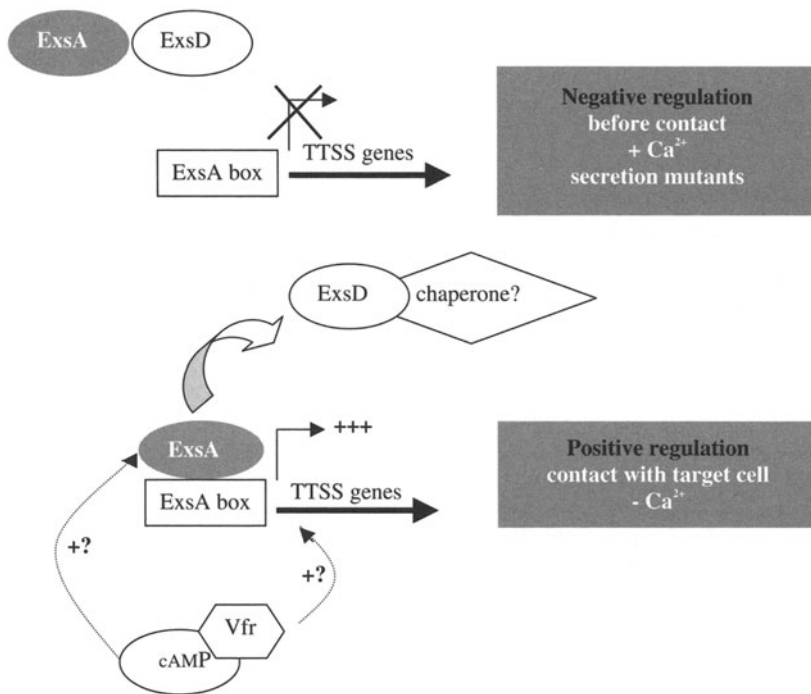 ExsA
ExsD
Negative regulation
before contact
+ Ca²⁺
secretion mutants
TTSS genes
ExsA box
ExsD
chaperone?
+++
ExsA
Positive regulation
contact with target cell
- Ca²⁺
TTSS genes
ExsA box
+?
+?
Vfr
cAMP